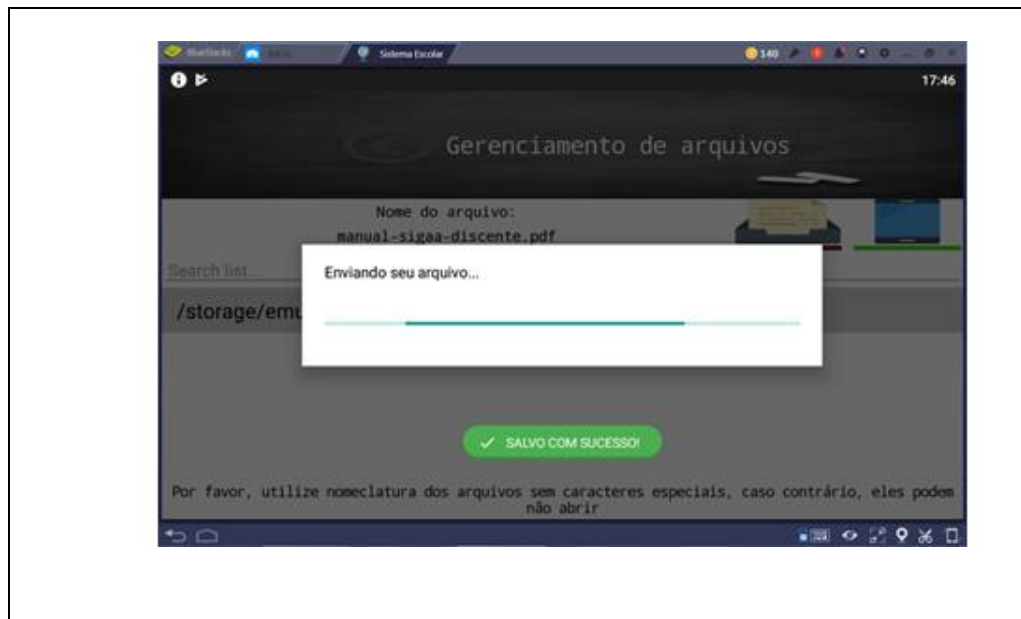 BlueStacks
Sistema Escolar
140
17:46
Gerenciamento de arquivos
Nome do arquivo:
manual-sigaa-discente.pdf
Search list...
/storage/emu
Enviando seu arquivo...
SALVO COM SUCESSO!
Por favor, utilize nomeclatura dos arquivos sem caracteres especiais, caso contrário, eles podem
não abrir